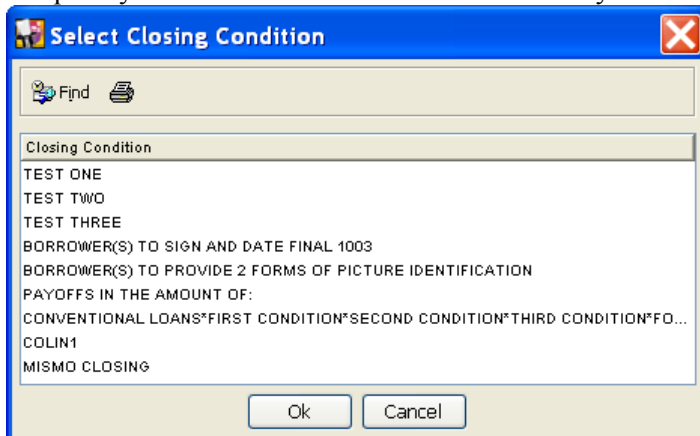 Select Closing Condition
Find
Closing Condition
TEST ONE
TEST TWO
TEST THREE
BORROWER(S) TO SIGN AND DATE FINAL 1003
BORROWER(S) TO PROVIDE 2 FORMS OF PICTURE IDENTIFICATION
PAYOFFS IN THE AMOUNT OF:
CONVENTIONAL LOANS*FIRST CONDITION*SECOND CONDITION*THIRD CONDITION*FO...
COLIN1
MISMO CLOSING
Ok Cancel